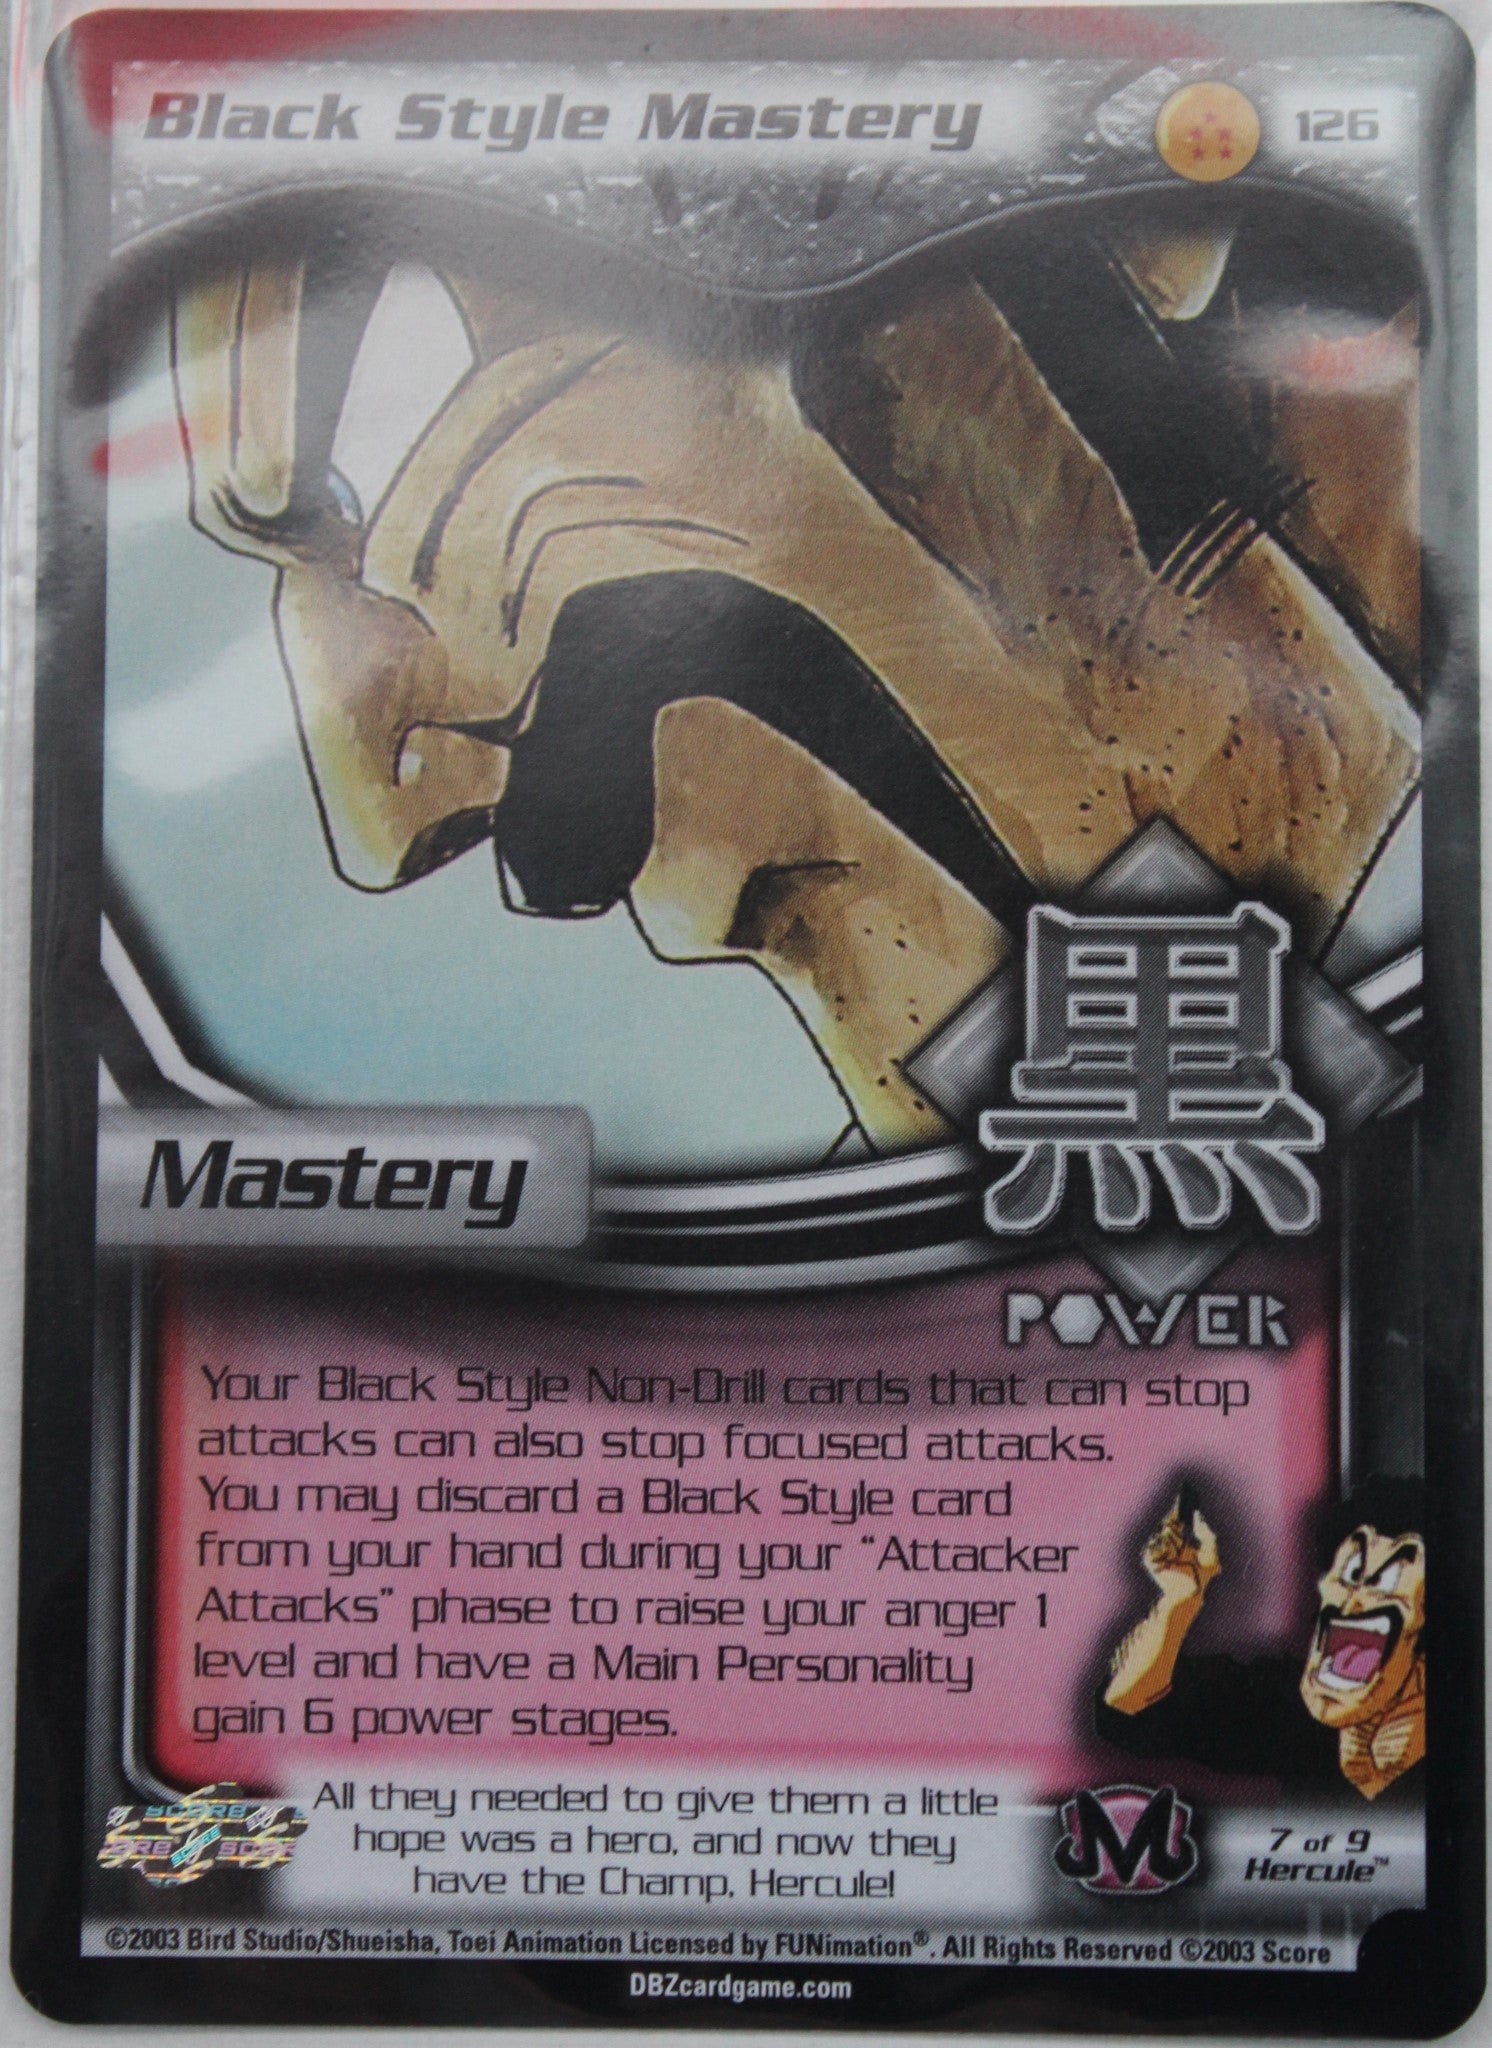 Black Style Mastery
126
黒
Mastery
POWER
Your Black Style Non-Drill cards that can stop
attacks can also stop focused attacks.
You may discard a Black Style card
from your hand during your “Attacker
Attacks” phase to raise your anger 1
level and have a Main Personality
gain 6 power stages.
All they needed to give them a little
hope was a hero, and now they
have the Champ, Hercule!
SCORE
SCORE
M
7 of 9
Hercule™
©2003 Bird Studio/Shueisha, Toei Animation Licensed by FUNimation®. All Rights Reserved ©2003 Score
DBZcardgame.com